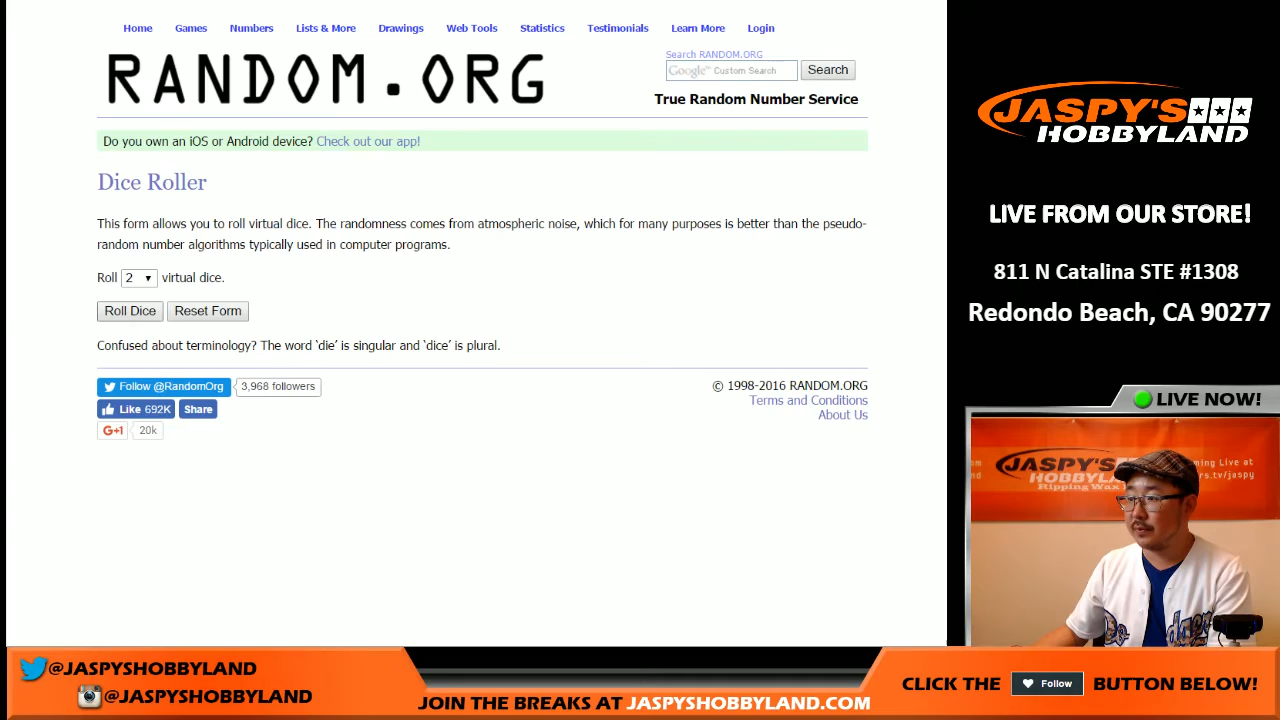 Home Games Numbers Lists & More Drawings Web Tools Statistics Testimonials Learn More Login
RANDOM.ORG
Search RANDOM.ORG
Google™ Custom Search Search
True Random Number Service
Do you own an iOS or Android device? Check out our app!
Dice Roller
This form allows you to roll virtual dice. The randomness comes from atmospheric noise, which for many purposes is better than the pseudo-
random number algorithms typically used in computer programs.
Roll 2 virtual dice.
Roll Dice Reset Form
Confused about terminology? The word ‘die’ is singular and ‘dice’ is plural.
Follow @RandomOrg 3,968 followers
Like 692K Share
G+1 20k
© 1998-2016 RANDOM.ORG
Terms and Conditions
About Us
JASPY'S
HOBBYLAND
LIVE FROM OUR STORE!
811 N Catalina STE #1308
Redondo Beach, CA 90277
LIVE NOW!
JASPY'S
HOBBYLAND
Ripping Wax
ming Live at
rs.tv/jaspy
@JASPYSHOBBYLAND
@JASPYSHOBBYLAND
JOIN THE BREAKS AT JASPYSHOBBYLAND.COM
CLICK THE Follow BUTTON BELOW!